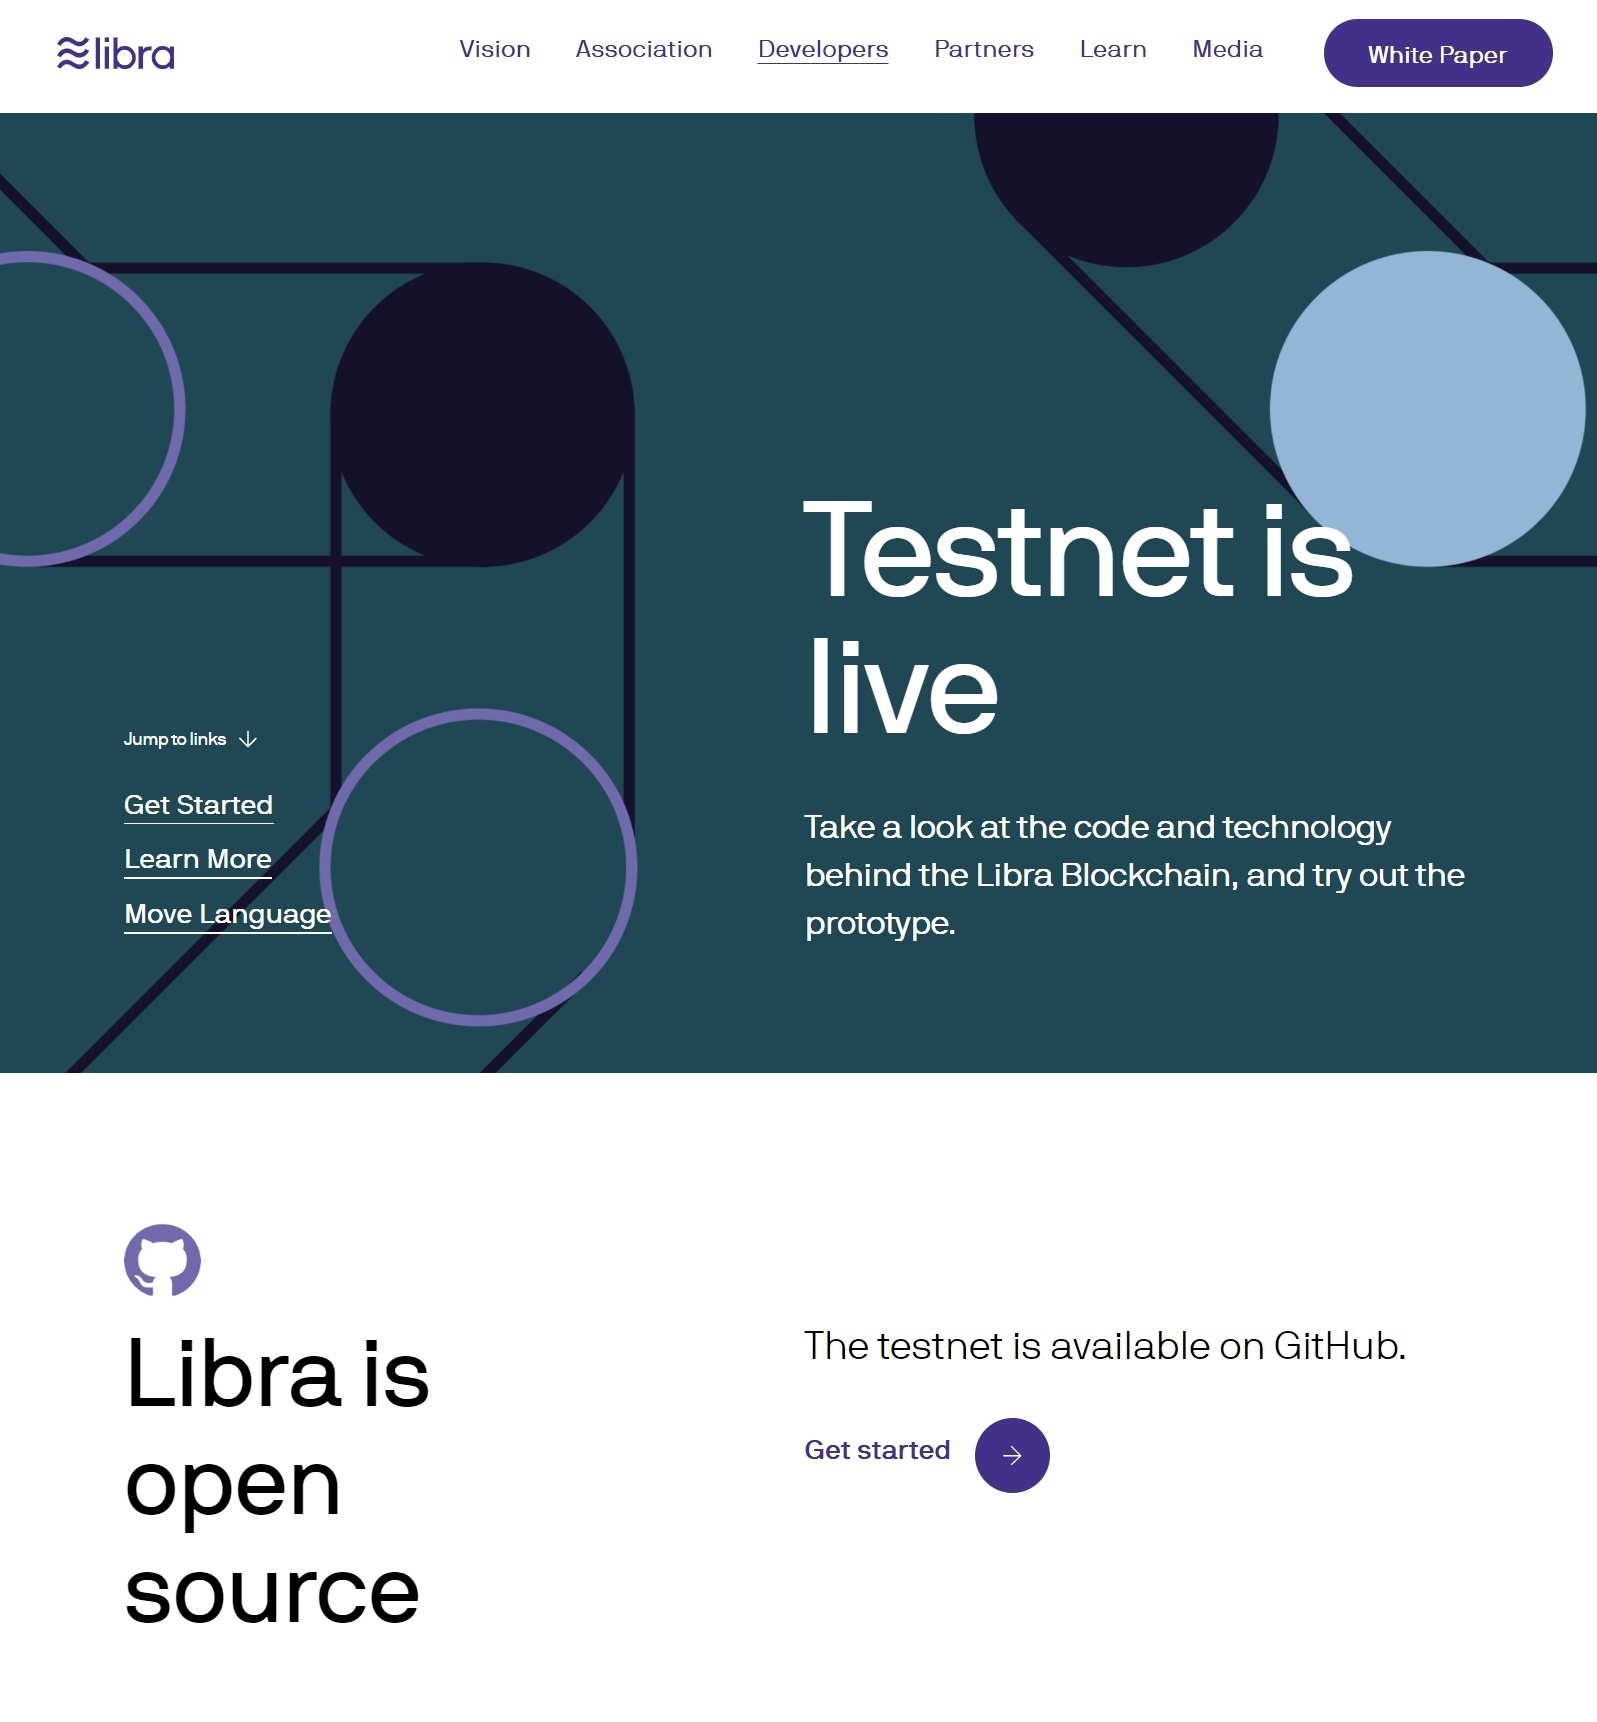 libra
Vision Association Developers Partners Learn Media White Paper
Testnet is
live
Take a look at the code and technology
behind the Libra Blockchain, and try out the
prototype.
Jump to links ↓
Get Started
Learn More
Move Language
Libra is
open
source
The testnet is available on GitHub.
Get started →